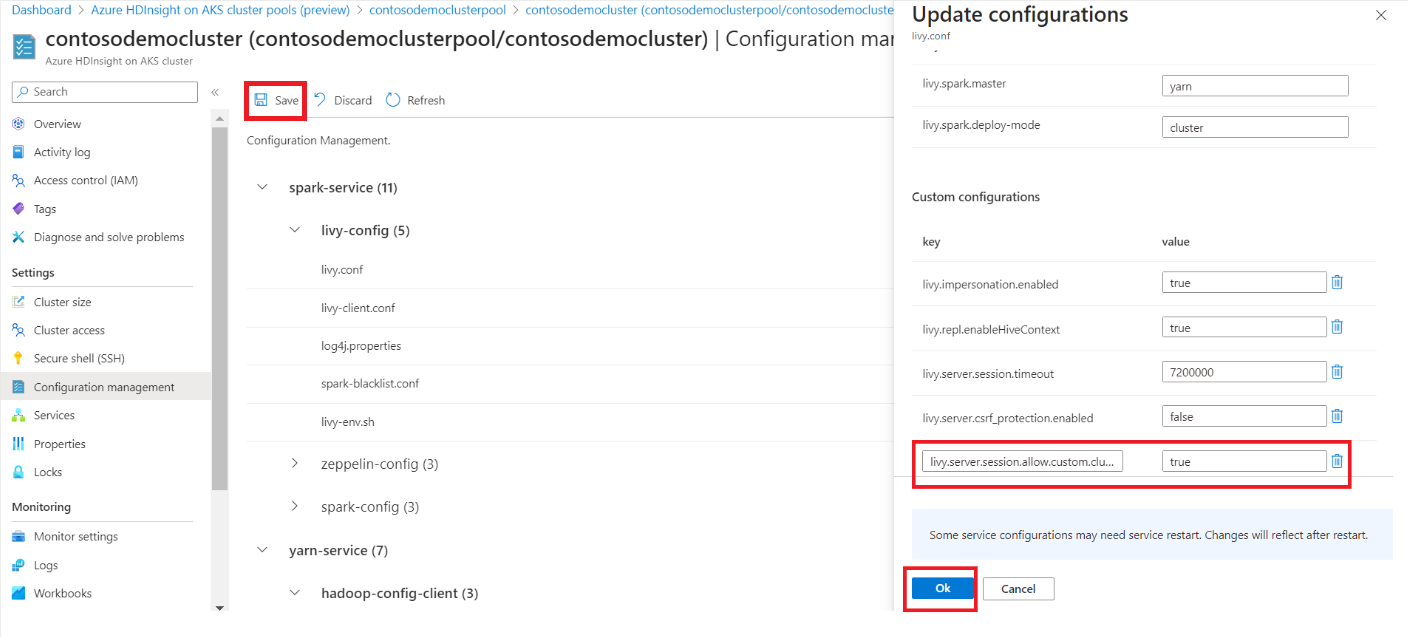 Dashboard > Azure HDInsight on AKS cluster pools (preview) > contosodemoclusterpool > contosodemocluster (contosodemoclusterpool/contosodemocluste
contosodemocluster (contosodemoclusterpool/contosodemocluster) | Configuration mar
Azure HDInsight on AKS cluster
Search
«
Overview
Activity log
Access control (IAM)
Tags
Diagnose and solve problems
Settings
Cluster size
Cluster access
Secure shell (SSH)
Configuration management
Services
Properties
Locks
Monitoring
Monitor settings
Logs
Workbooks
Save Discard Refresh
Configuration Management.
spark-service (11)
livy-config (5)
livy.conf
livy-client.conf
log4j.properties
spark-blacklist.conf
livy-env.sh
zeppelin-config (3)
spark-config (3)
yarn-service (7)
hadoop-config-client (3)
Update configurations
livy.conf
livy.spark.master yarn
livy.spark.deploy-mode cluster
Custom configurations
key value
livy.impersonation.enabled true
livy.repl.enableHiveContext true
livy.server.session.timeout 7200000
livy.server.csrf_protection.enabled false
livy.server.session.allow.custom.clu... true
Some service configurations may need service restart. Changes will reflect after restart.
Ok Cancel